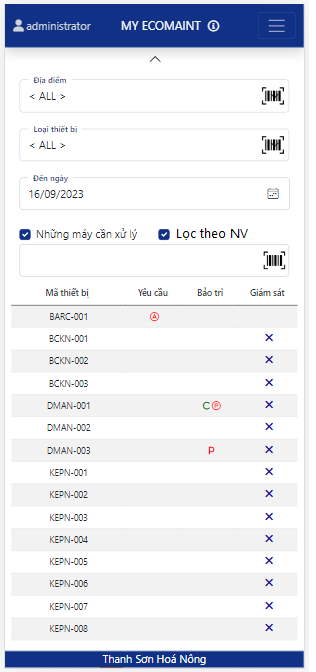 administrator MY ECOMAINT
Địa điểm
< ALL >
Loại thiết bị
< ALL >
Đến ngày
16/09/2023
Những máy cần xử lý Lọc theo NV
Mã thiết bị Yêu cầu Bảo trì Giám sát
BARC-001 A
BCKN-001 ×
BCKN-002 ×
BCKN-003 ×
DMAN-001 C P ×
DMAN-002 ×
DMAN-003 P ×
KEPN-001 ×
KEPN-002 ×
KEPN-003 ×
KEPN-004 ×
KEPN-005 ×
KEPN-006 ×
KEPN-007 ×
KEPN-008 ×
Thanh Sơn Hoá Nông